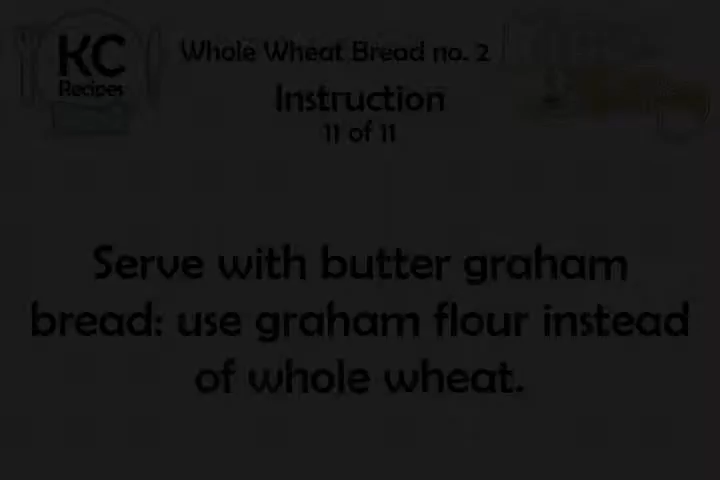 KC
Recipes
Whole Wheat Bread no. 2
Instruction
11 of 11
Serve with butter graham
bread: use graham flour instead
of whole wheat.